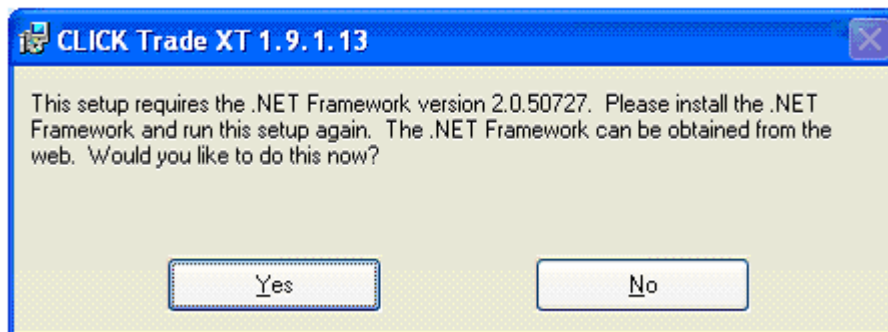 CLICK Trade XT 1.9.1.13
This setup requires the .NET Framework version 2.0.50727.  Please install the .NET
Framework and run this setup again.  The .NET Framework can be obtained from the
web.  Would you like to do this now?
Yes
No